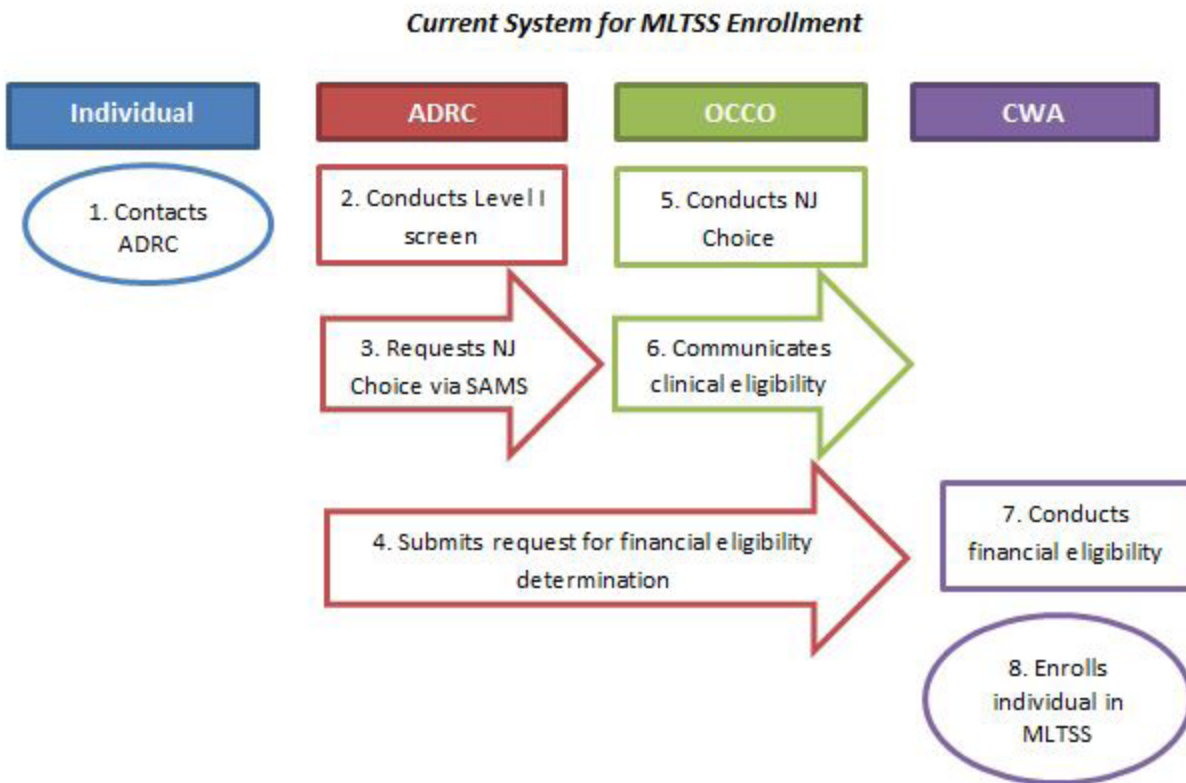 Current System for MLTSS Enrollment
Individual
ADRC
OCCO
CWA
1. Contacts
ADRC
2. Conducts Level I
screen
5. Conducts NJ
Choice
3. Requests NJ
Choice via SAMS
6. Communicates
clinical eligibility
4. Submits request for financial eligibility
determination
7. Conducts
financial eligibility
8. Enrolls
individual in
MLTSS